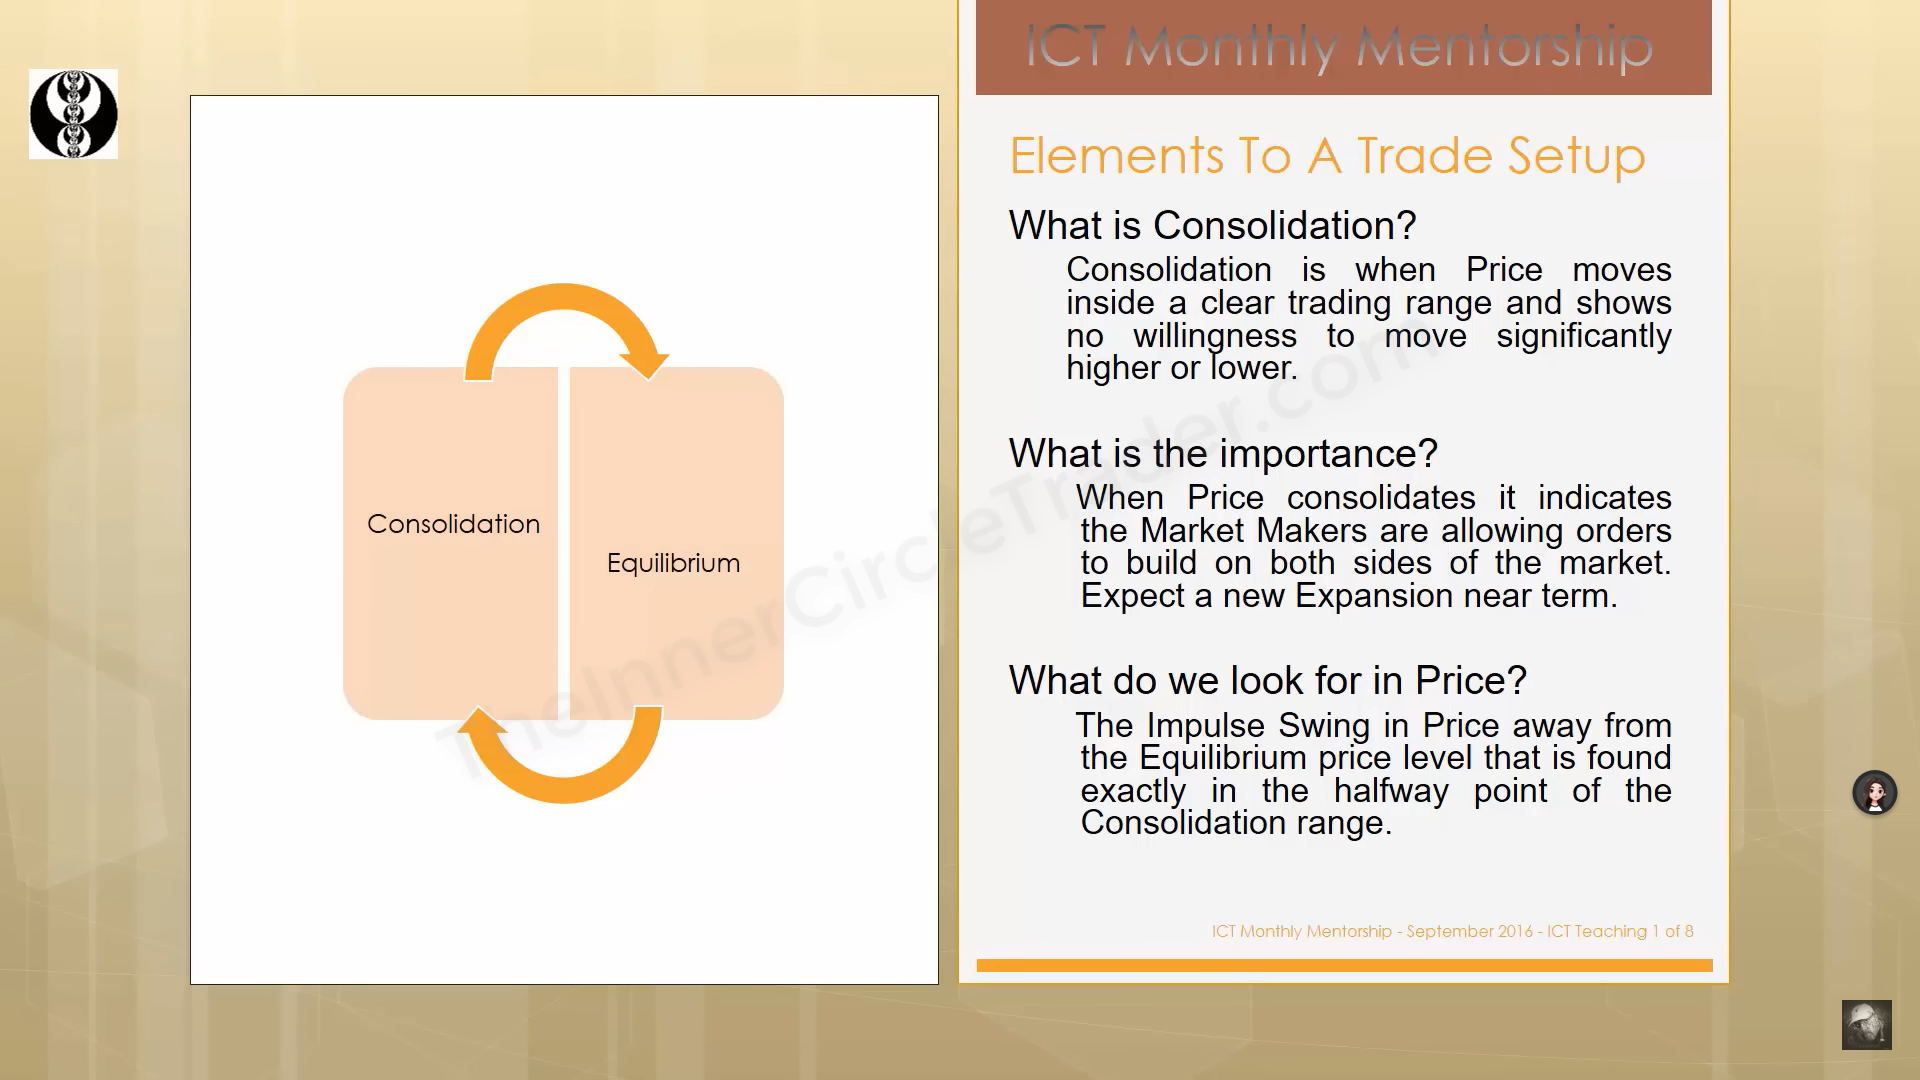 ICT Monthly Mentorship
Elements To A Trade Setup
What is Consolidation?
Consolidation is when Price moves
inside a clear trading range and shows
no willingness to move significantly
higher or lower.
What is the importance?
When Price consolidates it indicates
the Market Makers are allowing orders
to build on both sides of the market.
Expect a new Expansion near term.
What do we look for in Price?
The Impulse Swing in Price away from
the Equilibrium price level that is found
exactly in the halfway point of the
Consolidation range.
Consolidation
Equilibrium
TheInnerCircleTrader.com
ICT Monthly Mentorship - September 2016 - ICT Teaching 1 of 8